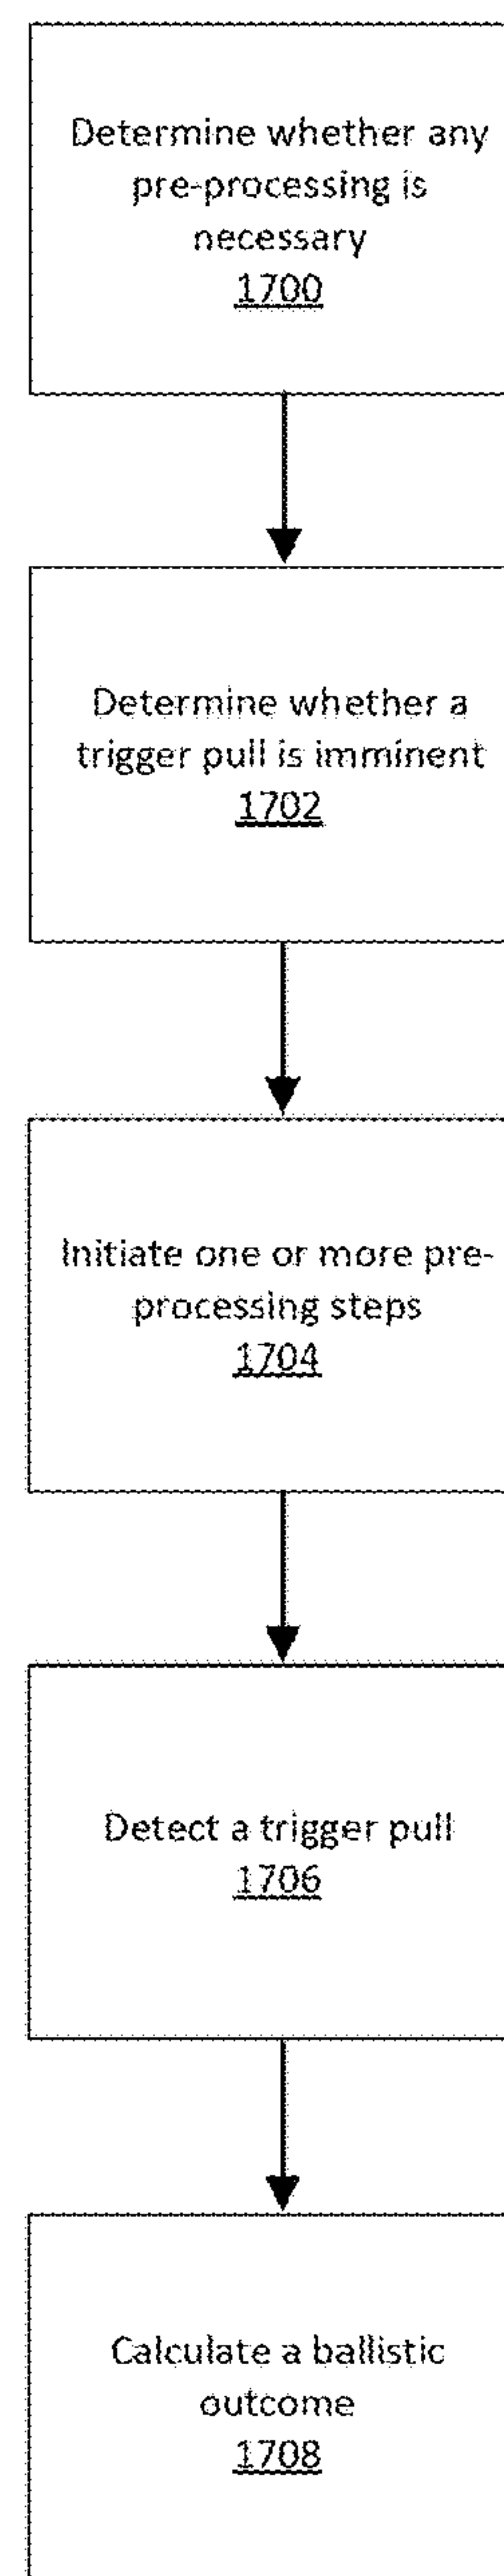 Determine whether any
pre-processing is
necessary
1700
Determine whether a
trigger pull is imminent
1702
Initiate one or more pre-
processing steps
1704
Detect a trigger pull
1706
Calculate a ballistic
outcome
1708